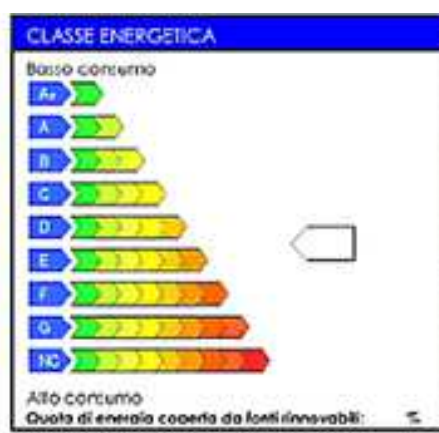 CLASSE ENERGETICA
Basso consumo
A+
A
B
C
D
E
F
G
NC
Alto consumo
Quota di energia coperta da fonti rinnovabili: %